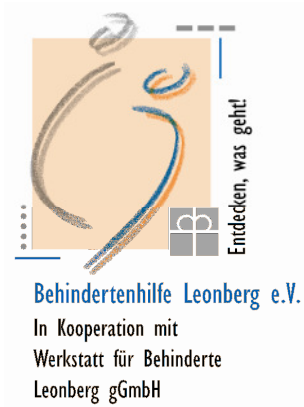 Entdecken, was geht!
Behindertenhilfe Leonberg e.V.
In Kooperation mit
Werkstatt für Behinderte
Leonberg gGmbH